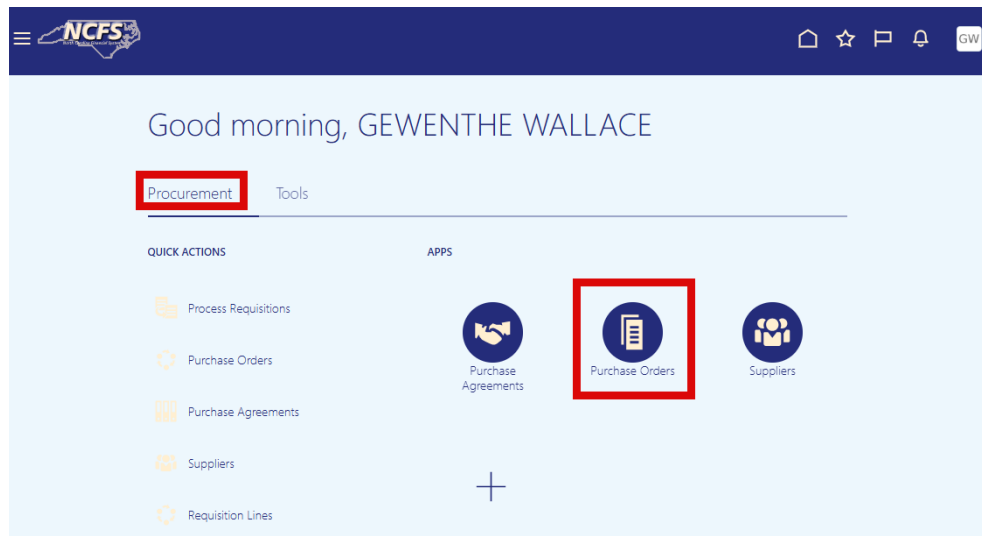 NCFS
GW
Good morning, GEWENTHE WALLACE
Procurement
Tools
QUICK ACTIONS
Process Requisitions
Purchase Orders
Purchase Agreements
Suppliers
Requisition Lines
APPS
Purchase
Agreements
Purchase Orders
Suppliers